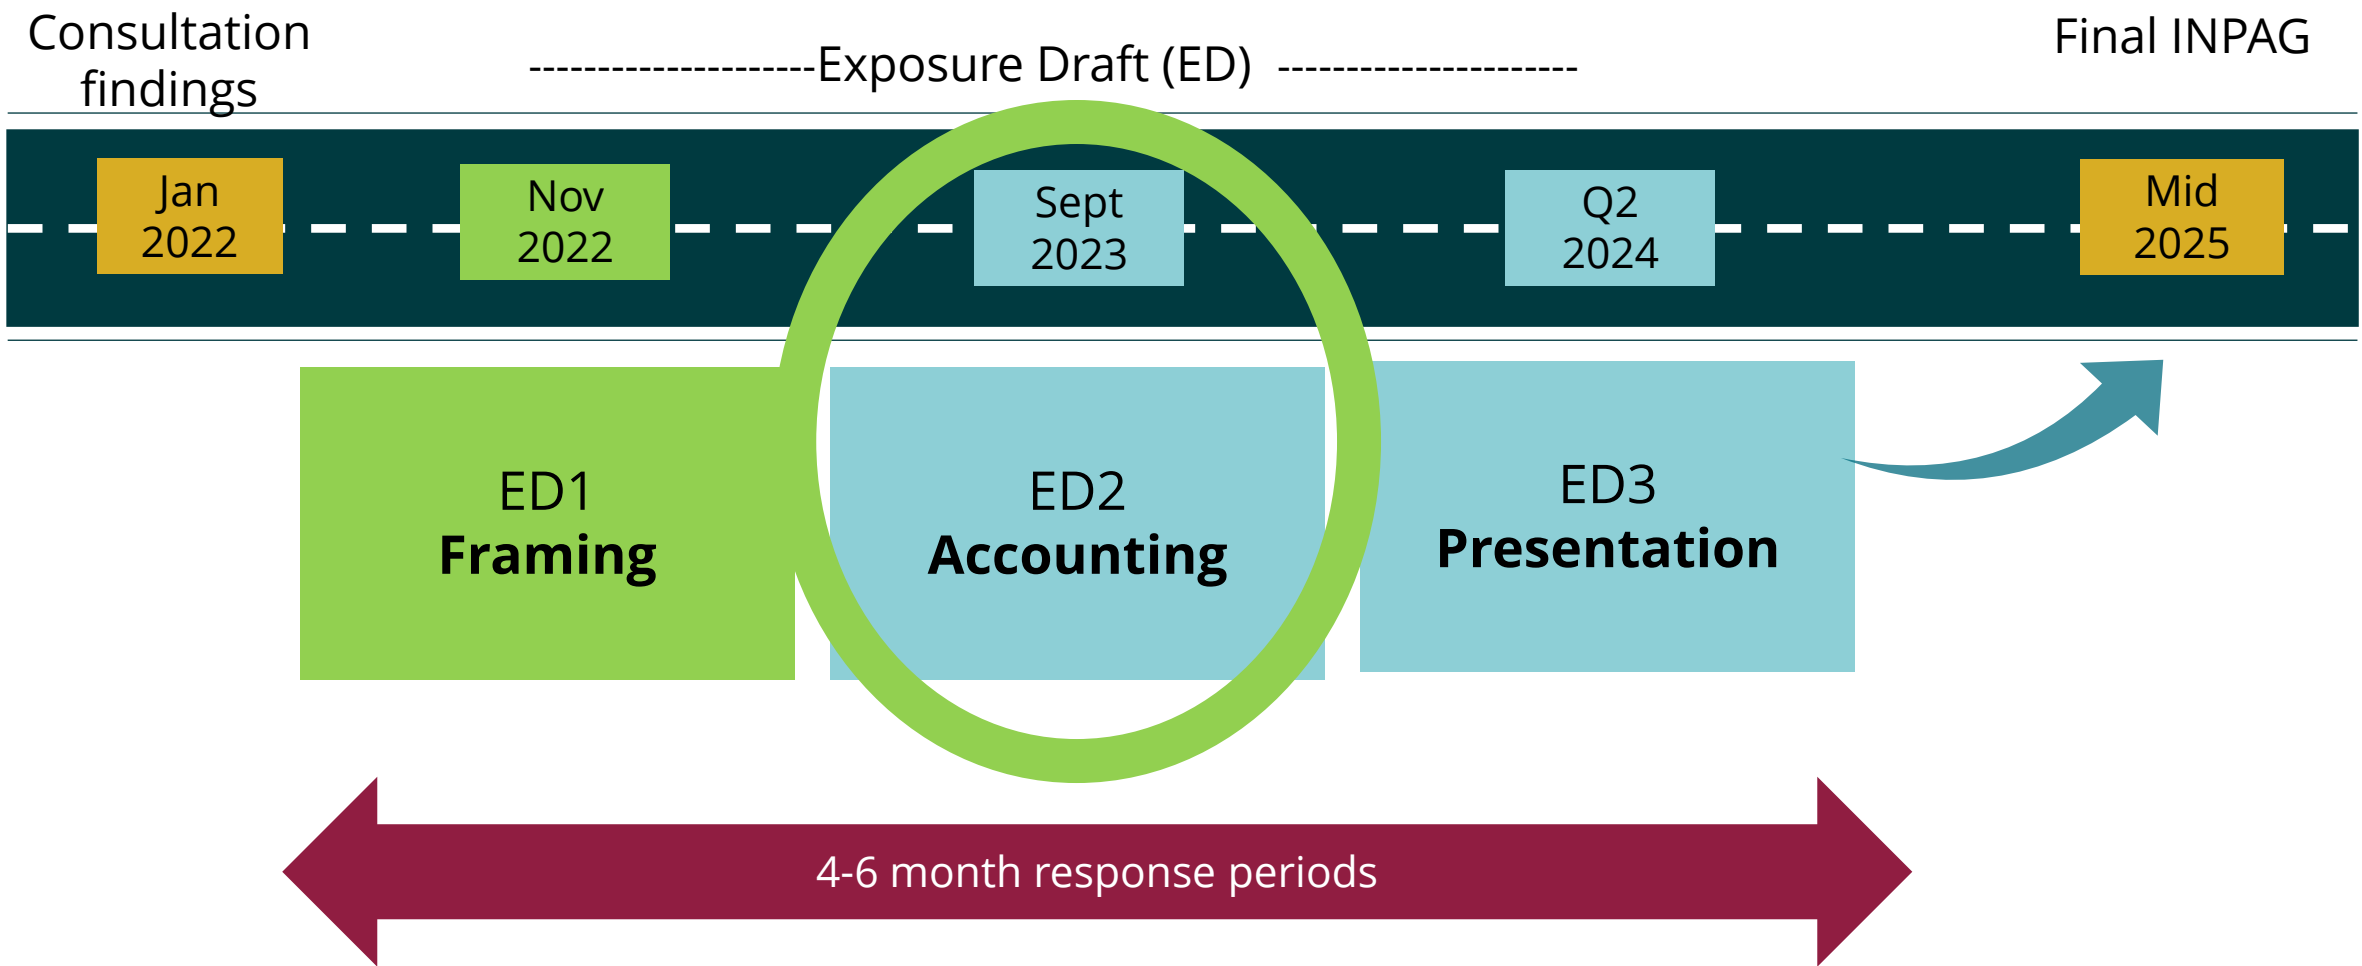 Consultation
findings
---------------------Exposure Draft (ED) ----------------------
Final INPAG
Jan
2022
Nov
2022
Sept
2023
Q2
2024
Mid
2025
ED1
Framing
ED2
Accounting
ED3
Presentation
4-6 month response periods